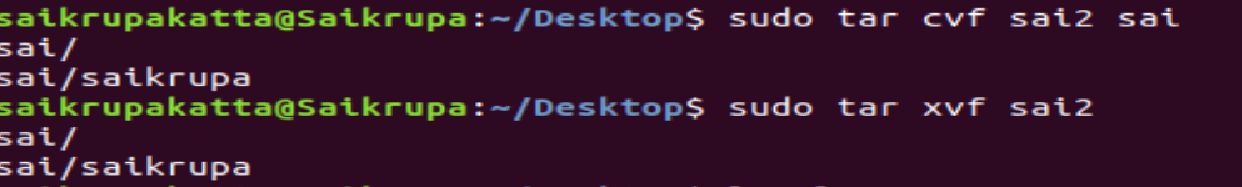 saikrupakatta@Saikrupa:~/Desktop$ sudo tar cvf sai2 sai
sai/
sai/saikrupa
saikrupakatta@Saikrupa:~/Desktop$ sudo tar xvf sai2
sai/
sai/saikrupa